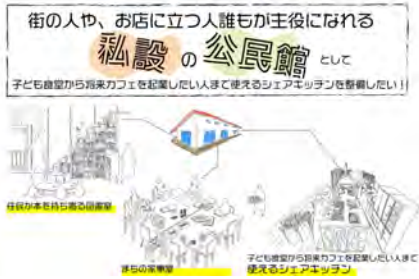 街の人や、お店に立つ人誰もが主役になれる
私設の公民館として
子ども食堂から将来カフェを起業したい人まで使えるシェアキッチンを整備したい!
住民が本を持ち寄る図書室
まちの家事室
子ども食堂から将来カフェを起業したい人まで
使えるシェアキッチン